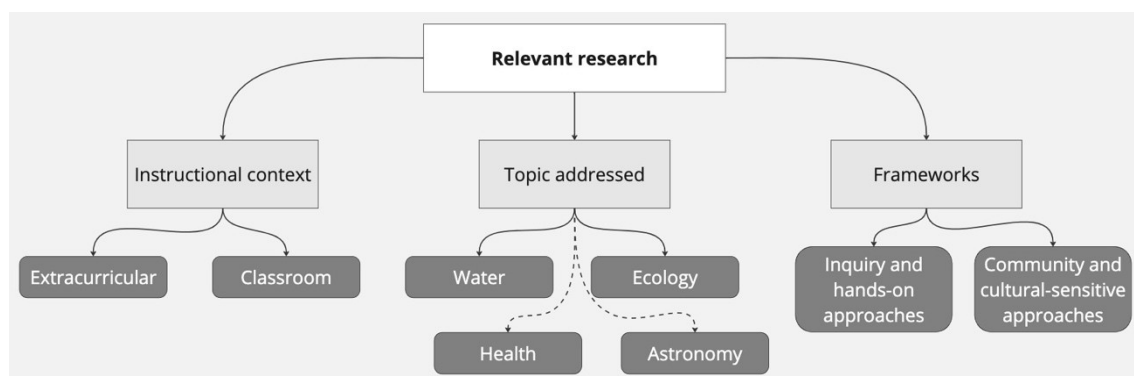 Relevant research
Instructional context
Topic addressed
Frameworks
Extracurricular
Classroom
Water
Ecology
Inquiry and
hands-on
approaches
Community and
cultural-sensitive
approaches
Health
Astronomy